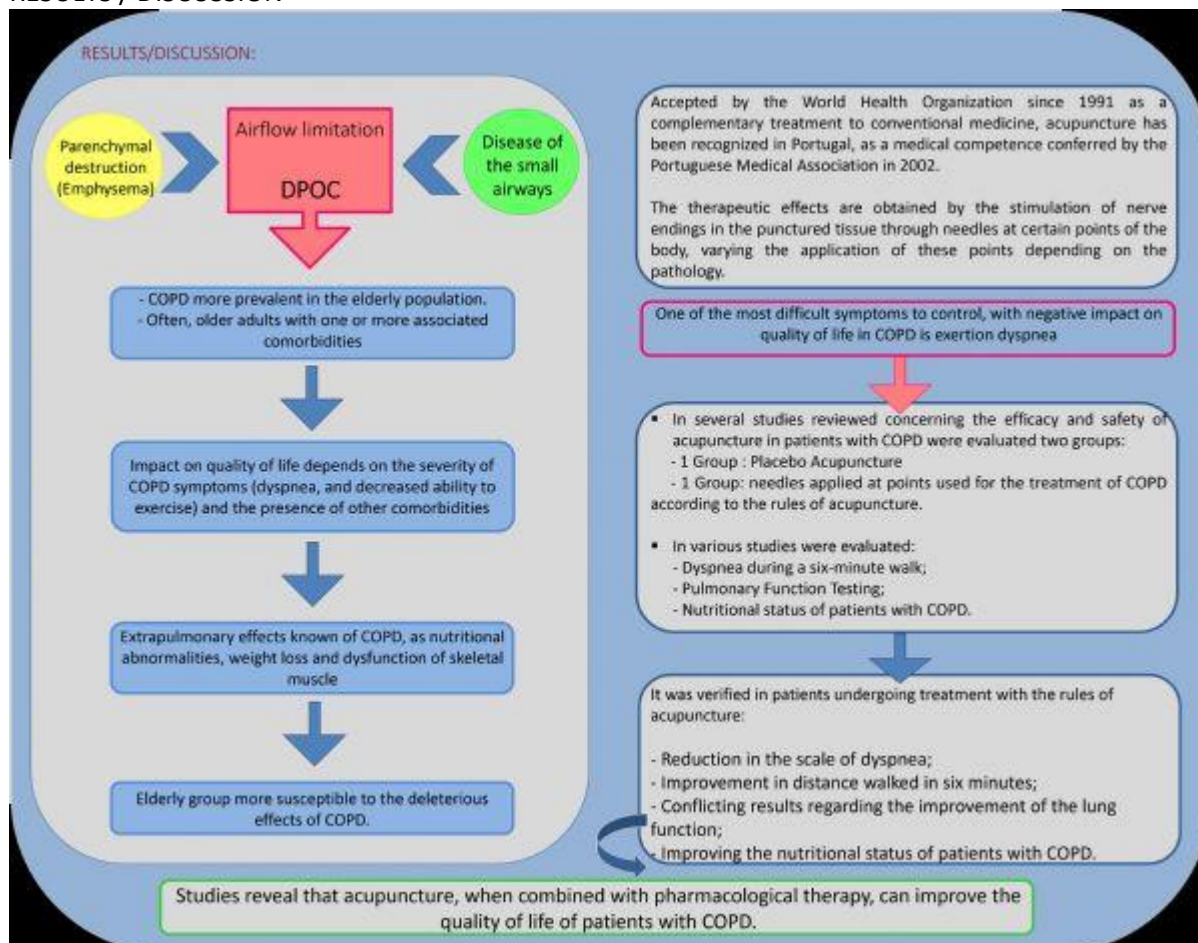 RESULTS/DISCUSSION:
Parenchymal
destruction
(Emphysema)
Airflow limitation
DPOC
Disease of
the small
airways
- COPD more prevalent in the elderly population.
- Often, older adults with one or more associated
comorbidities
Impact on quality of life depends on the severity of
COPD symptoms (dyspnea, and decreased ability to
exercise) and the presence of other comorbidities
Extrapulmonary effects known of COPD, as nutritional
abnormalities, weight loss and dysfunction of skeletal
muscle
Elderly group more susceptible to the deleterious
effects of COPD.
Accepted by the World Health Organization since 1991 as a
complementary treatment to conventional medicine, acupuncture has
been recognized in Portugal, as a medical competence conferred by the
Portuguese Medical Association in 2002.
The therapeutic effects are obtained by the stimulation of nerve
endings in the punctured tissue through needles at certain points of the
body, varying the application of these points depending on the
pathology.
One of the most difficult symptoms to control, with negative impact on
quality of life in COPD is exertion dyspnea
▪ In several studies reviewed concerning the efficacy and safety of
acupuncture in patients with COPD were evaluated two groups:
- 1 Group : Placebo Acupuncture
- 1 Group: needles applied at points used for the treatment of COPD
according to the rules of acupuncture.
▪ In various studies were evaluated:
- Dyspnea during a six-minute walk;
- Pulmonary Function Testing;
- Nutritional status of patients with COPD.
It was verified in patients undergoing treatment with the rules of
acupuncture:
- Reduction in the scale of dyspnea;
- Improvement in distance walked in six minutes;
- Conflicting results regarding the improvement of the lung
function;
- Improving the nutritional status of patients with COPD.
Studies reveal that acupuncture, when combined with pharmacological therapy, can improve the
quality of life of patients with COPD.